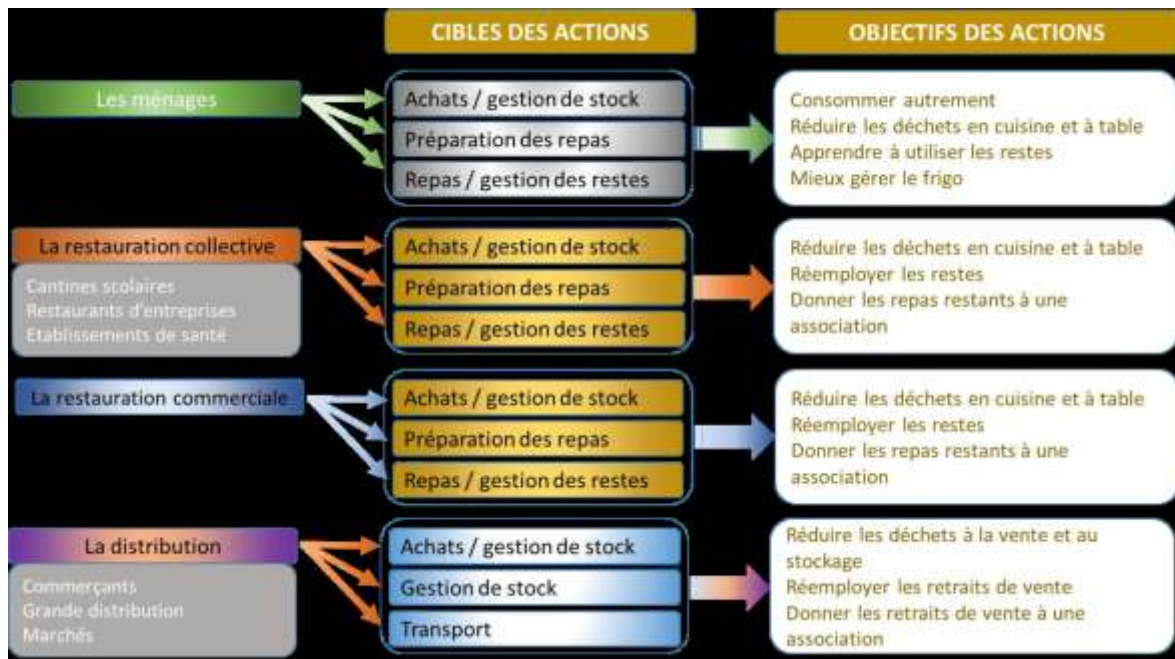 CIBLES DES ACTIONS
OBJECTIFS DES ACTIONS
Les ménages
Achats / gestion de stock
Préparation des repas
Repas / gestion des restes
Consommer autrement
Réduire les déchets en cuisine et à table
Apprendre à utiliser les restes
Mieux gérer le frigo
La restauration collective
Cantines scolaires
Restaurants d'entreprises
Etablissements de santé
Achats / gestion de stock
Préparation des repas
Repas / gestion des restes
Réduire les déchets en cuisine et à table
Réemployer les restes
Donner les repas restants à une
association
La restauration commerciale
Achats / gestion de stock
Préparation des repas
Repas / gestion des restes
Réduire les déchets en cuisine et à table
Réemployer les restes
Donner les repas restants à une
association
La distribution
Commerçants
Grande distribution
Marchés
Achats / gestion de stock
Gestion de stock
Transport
Réduire les déchets à la vente et au
stockage
Réemployer les retraits de vente
Donner les retraits de vente à une
association